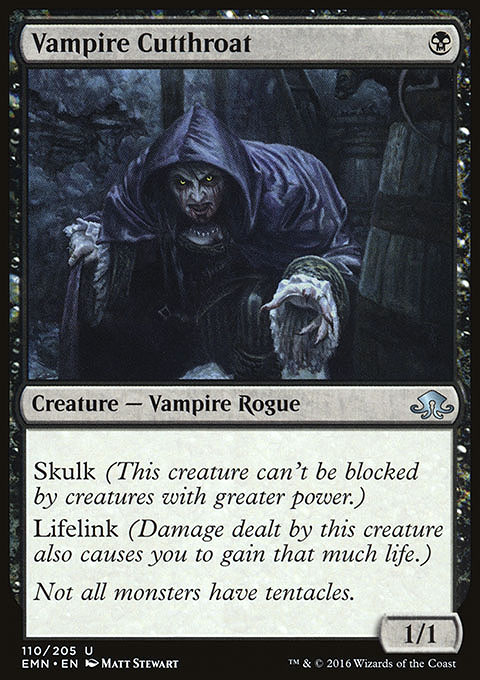 Vampire Cutthroat
Creature — Vampire Rogue
Skulk (This creature can't be blocked
by creatures with greater power.)
Lifelink (Damage dealt by this creature
also causes you to gain that much life.)
Not all monsters have tentacles.
1/1
110/205 U
EMN • EN Matt Stewart
™ & © 2016 Wizards of the Coast